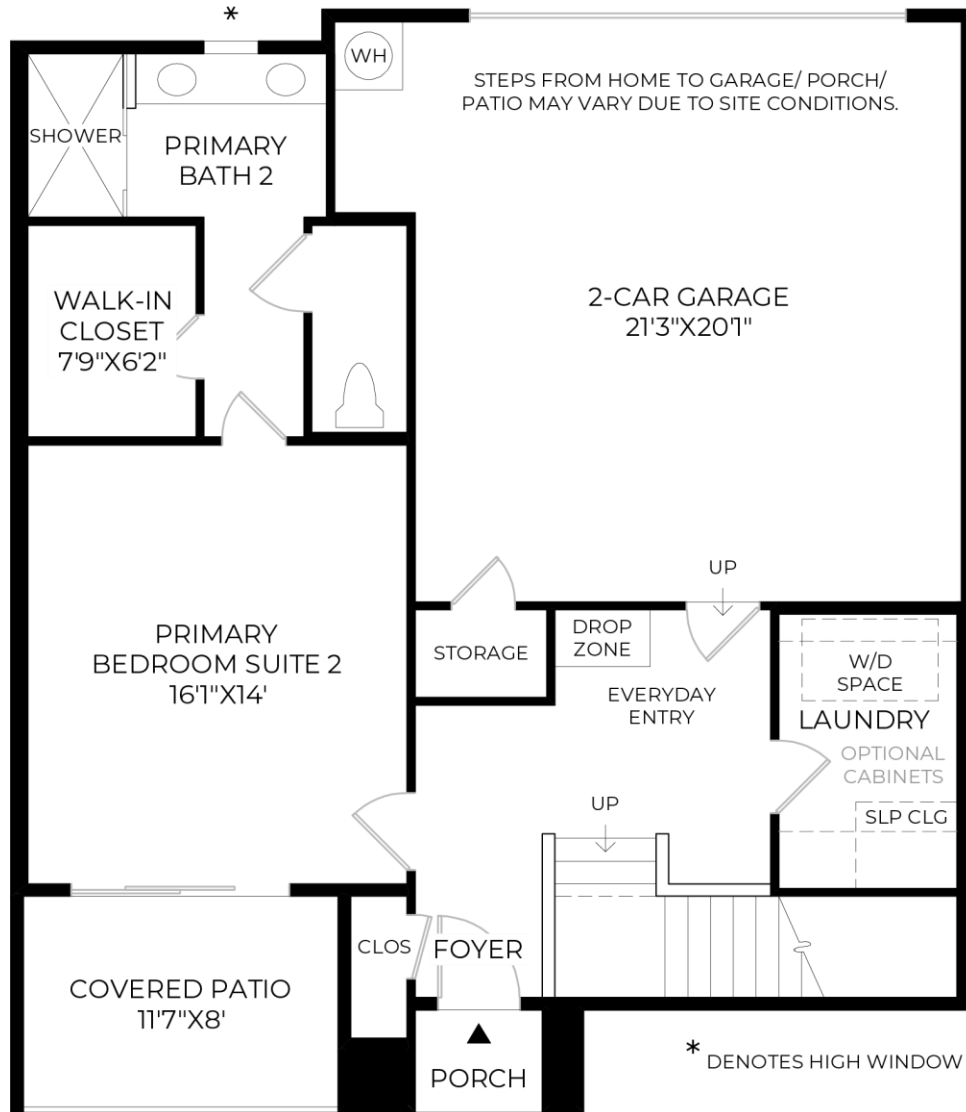 *
WH
STEPS FROM HOME TO GARAGE/ PORCH/
PATIO MAY VARY DUE TO SITE CONDITIONS.
SHOWER
PRIMARY
BATH 2
WALK-IN
CLOSET
7'9"X6'2"
2-CAR GARAGE
21'3"X20'1"
UP
PRIMARY
BEDROOM SUITE 2
16'1"X14'
STORAGE
DROP
ZONE
EVERYDAY
ENTRY
W/D
SPACE
LAUNDRY
OPTIONAL
CABINETS
SLP CLG
UP
CLOS
FOYER
COVERED PATIO
11'7"X8'
PORCH
* DENOTES HIGH WINDOW